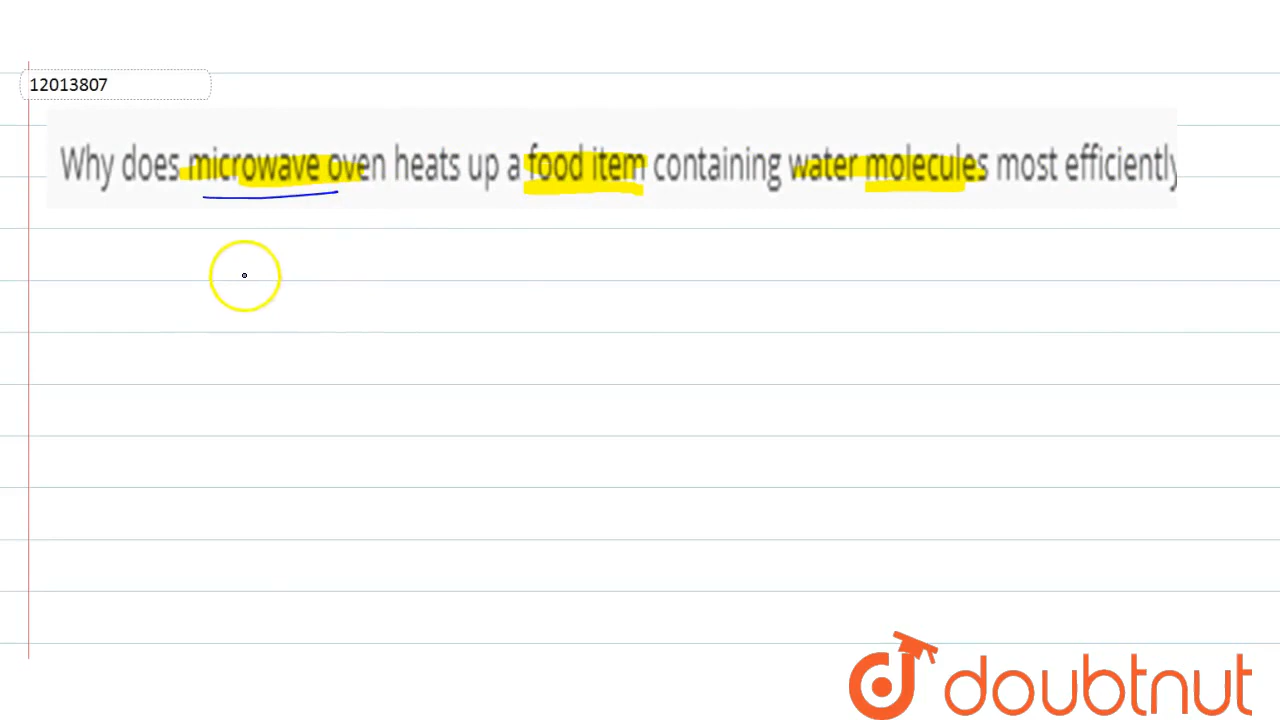 12013807
Why does microwave oven heats up a food item containing water molecules most efficiently
doubtnut